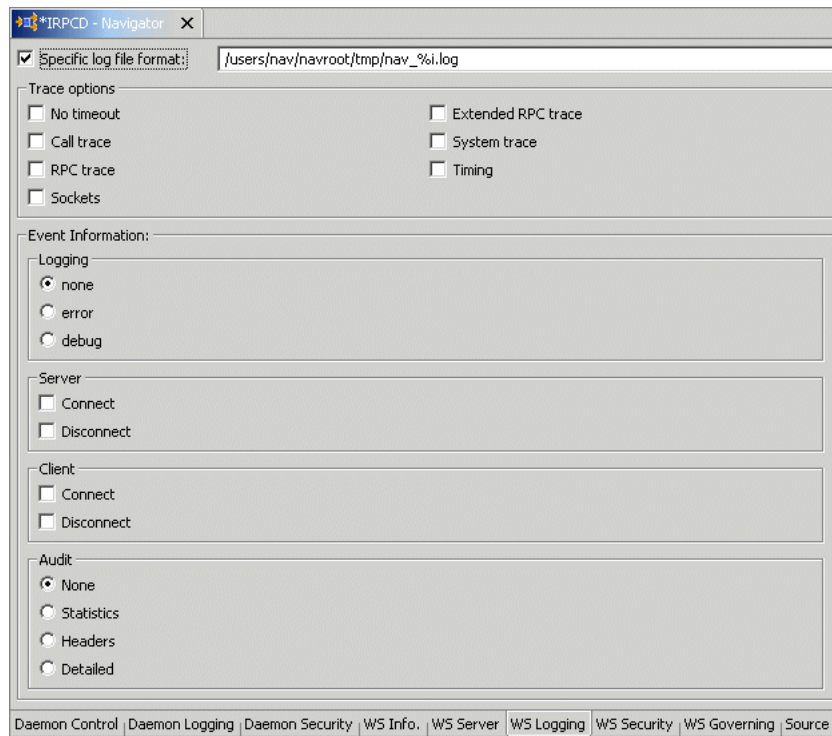 *IRPCD - Navigator X
Specific log file format: /users/nav/navroot/tmp/nav_%i.log
Trace options
No timeout
Extended RPC trace
Call trace
System trace
RPC trace
Timing
Sockets
Event Information:
Logging
none
error
debug
Server
Connect
Disconnect
Client
Connect
Disconnect
Audit
None
Statistics
Headers
Detailed
Daemon Control Daemon Logging Daemon Security WS Info. WS Server WS Logging WS Security WS Governing Source